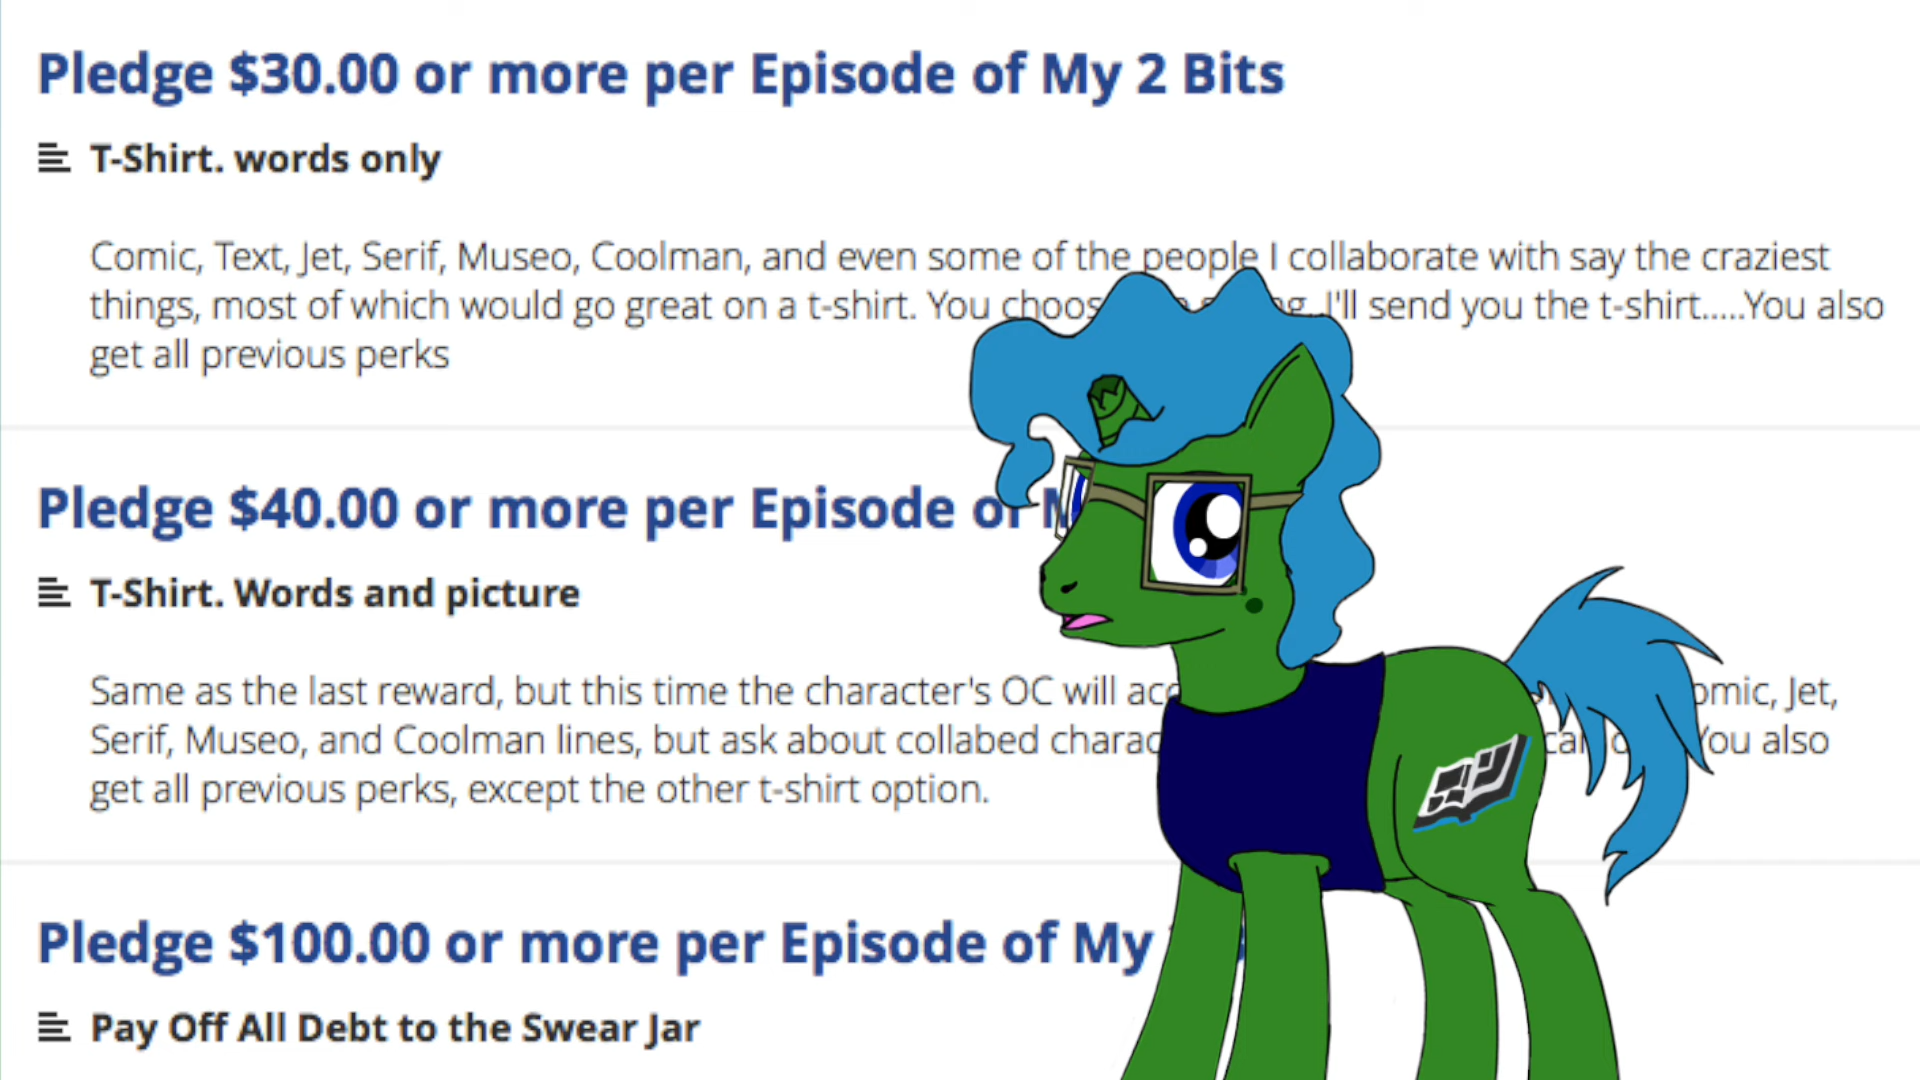 Pledge $30.00 or more per Episode of My 2 Bits
T-Shirt. words only
Comic, Text, Jet, Serif, Museo, Coolman, and even some of the people I collaborate with say the craziest
things, most of which would go great on a t-shirt. You I'll send you the t-shirt.....You also
get all previous perks
Pledge $40.00 or more per Episode of
T-Shirt. Words and picture
Same as the last reward, but this time the character's OC will Jet,
Serif, Museo, and Coolman lines, but ask about collabed You also
get all previous perks, except the other t-shirt option.
Pledge $100.00 or more per Episode of My
Pay Off All Debt to the Swear Jar